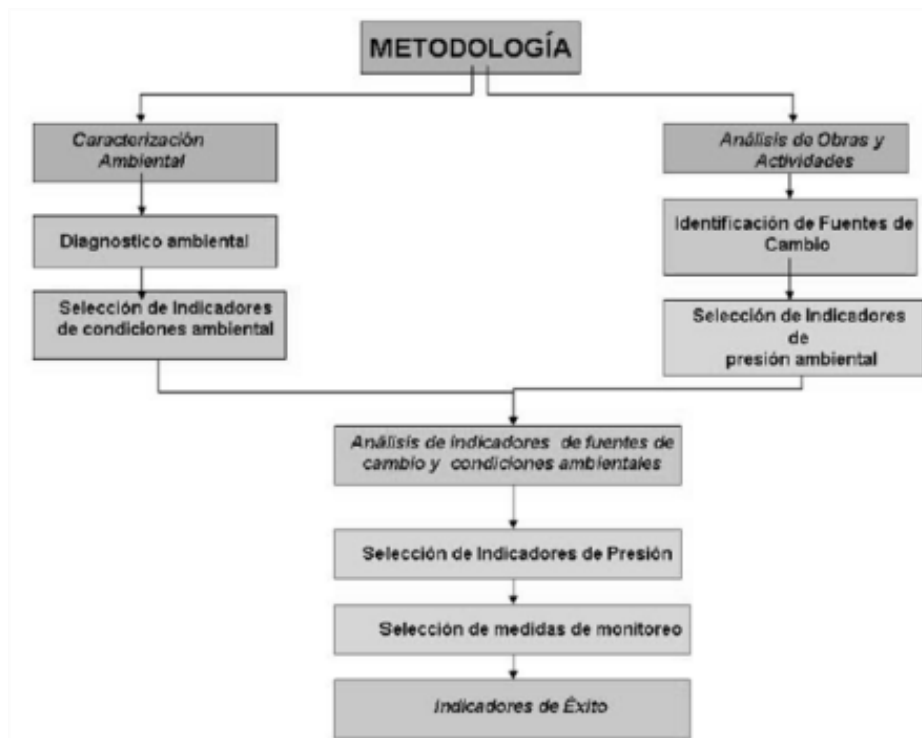 METODOLOGÍA
Caracterización
Ambiental
Diagnostico ambiental
Selección de Indicadores
de condiciones ambiental
Análisis de Obras y
Actividades
Identificación de Fuentes de
Cambio
Selección de Indicadores
de
presión ambiental
Análisis de indicadores de fuentes de
cambio y condiciones ambientales
Selección de Indicadores de Presión
Selección de medidas de monitoreo
Indicadores de Éxito